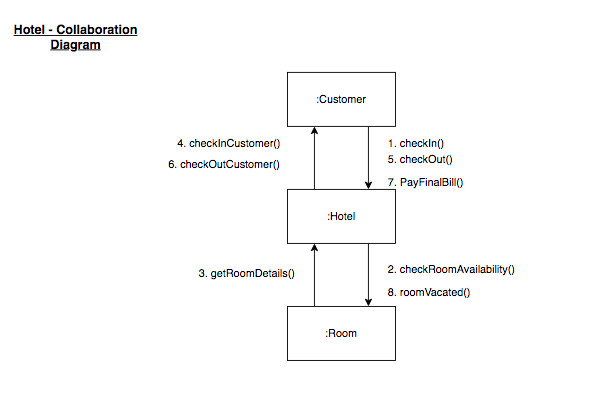 Hotel - Collaboration
Diagram
:Customer
4. checkInCustomer()
6. checkOutCustomer()
1. checkIn()
5. checkOut()
7. PayFinalBill()
:Hotel
3. getRoomDetails()
2. checkRoomAvailability()
8. roomVacated()
:Room